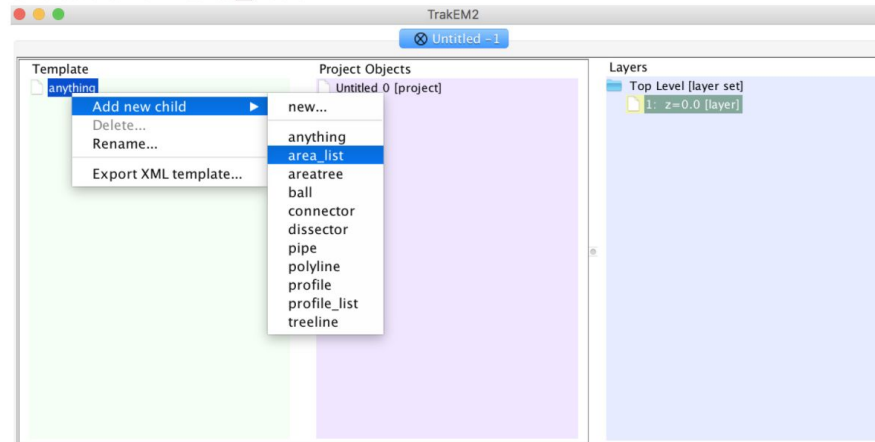 TrakEM2
Untitled -1
Template
anything
Add new child
Delete...
Rename...
Export XML template...
new...
anything
area_list
areatree
ball
connector
dissector
pipe
polyline
profile
profile_list
treeline
Project Objects
Untitled 0 [project]
Layers
Top Level [layer set]
1: z=0.0 [layer]